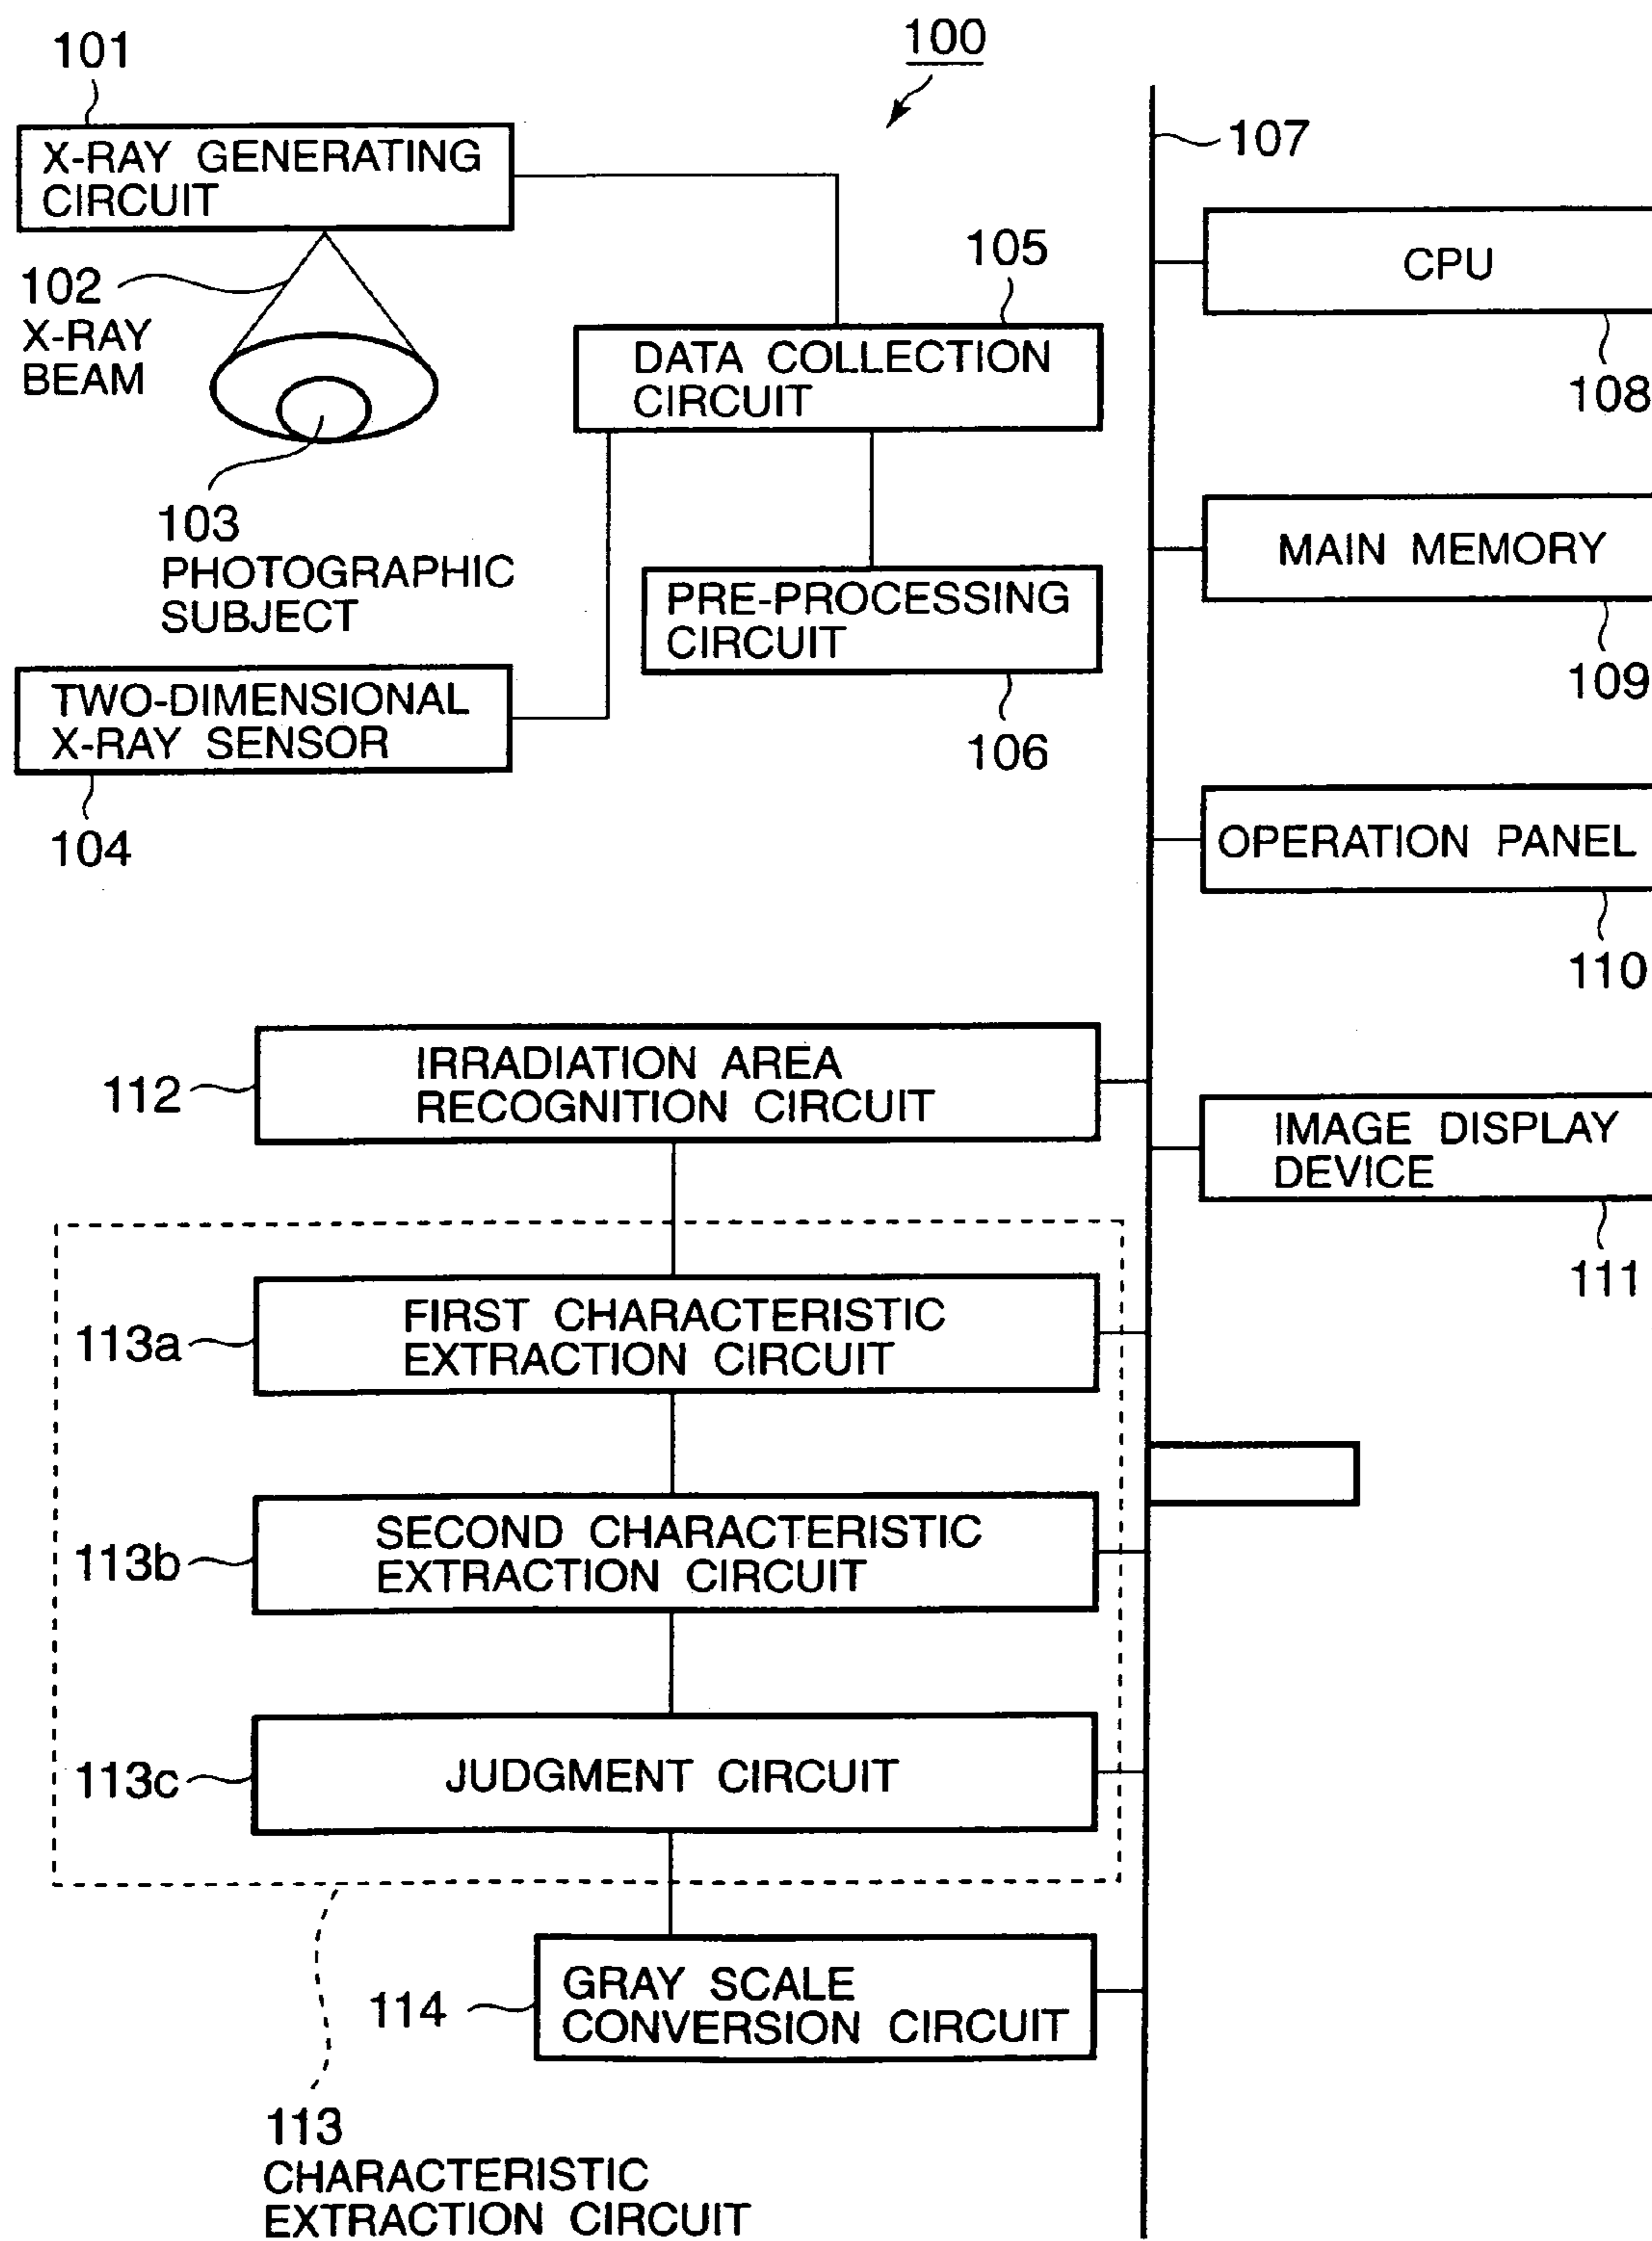 100
101
X-RAY GENERATING
CIRCUIT
102
X-RAY
BEAM
103
PHOTOGRAPHIC
SUBJECT
TWO-DIMENSIONAL
X-RAY SENSOR
104
105
DATA COLLECTION
CIRCUIT
PRE-PROCESSING
CIRCUIT
106
107
CPU
108
MAIN MEMORY
109
OPERATION PANEL
110
IMAGE DISPLAY
DEVICE
111
112
IRRADIATION AREA
RECOGNITION CIRCUIT
113a
FIRST CHARACTERISTIC
EXTRACTION CIRCUIT
113b
SECOND CHARACTERISTIC
EXTRACTION CIRCUIT
113c
JUDGMENT CIRCUIT
114
GRAY SCALE
CONVERSION CIRCUIT
113
CHARACTERISTIC
EXTRACTION CIRCUIT